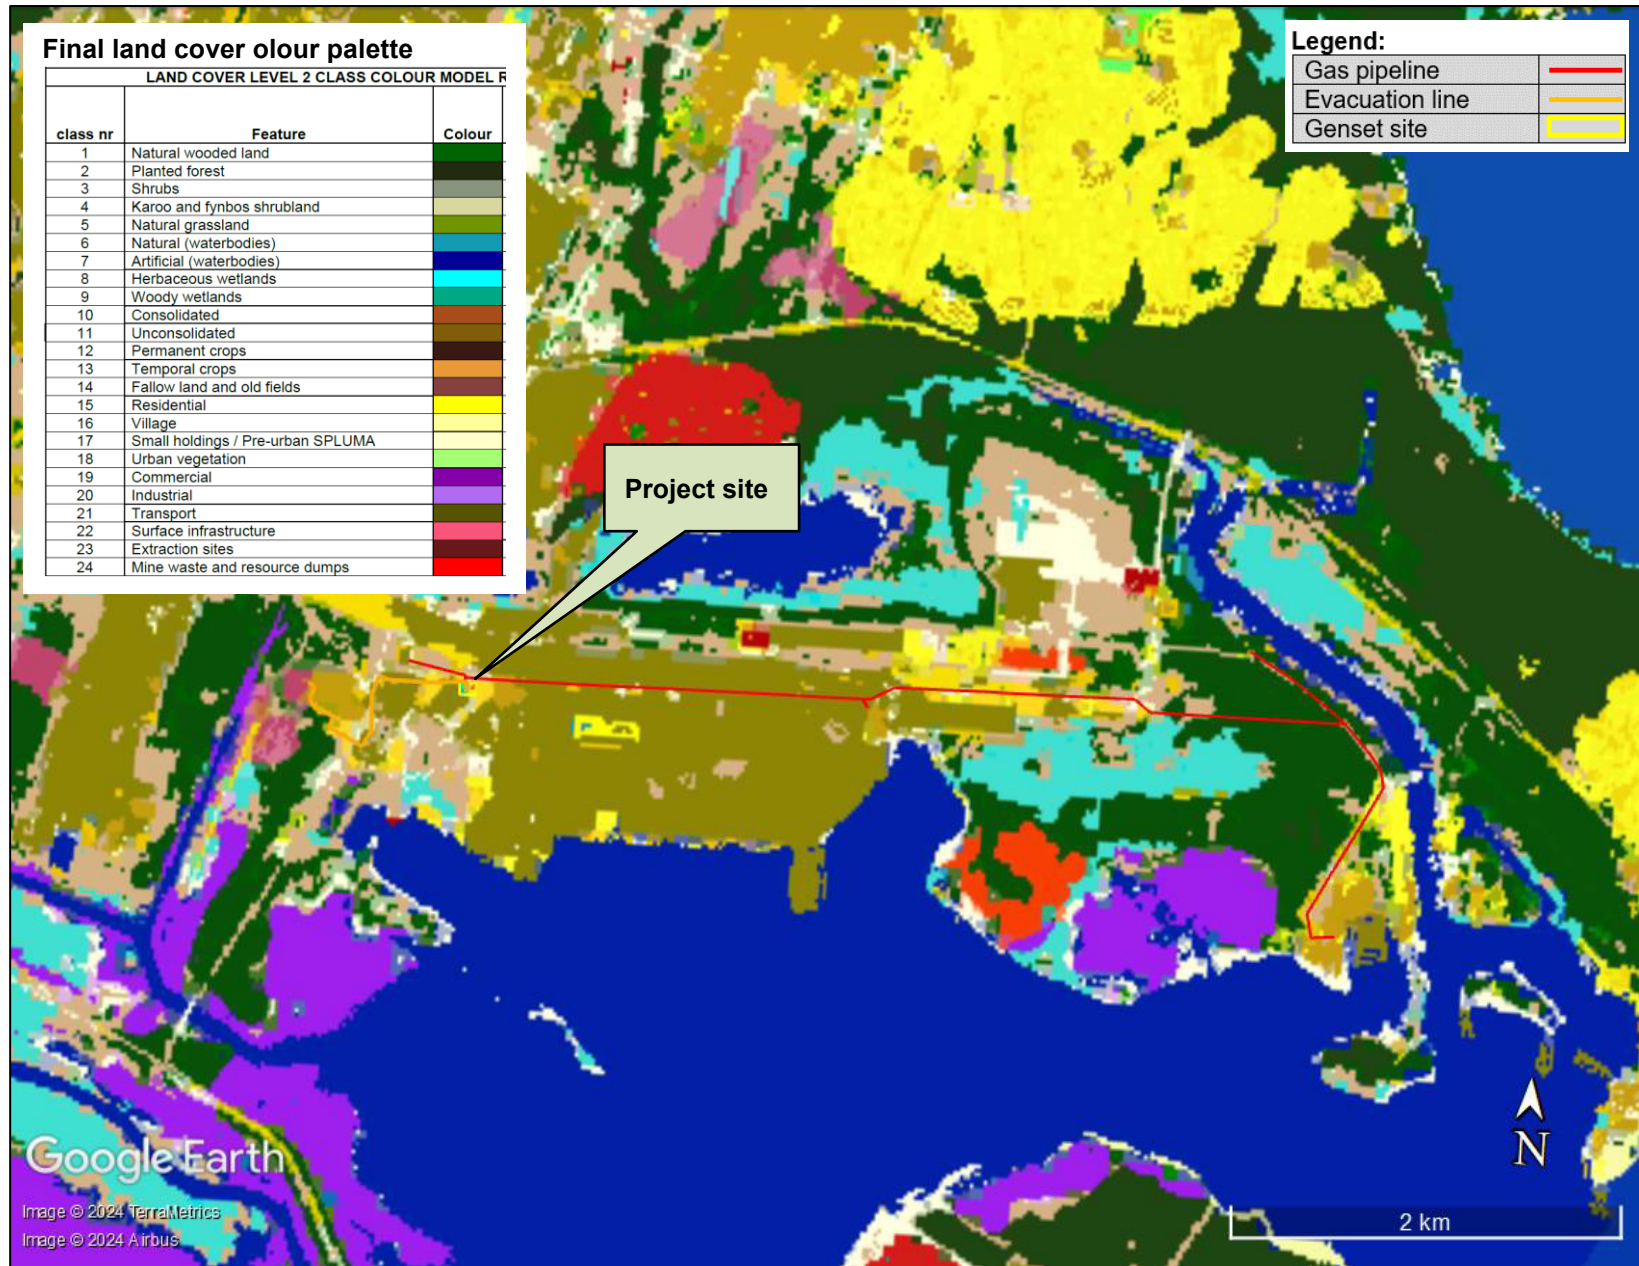 Final land cover olour palette
LAND COVER LEVEL 2 CLASS COLOUR MODEL R
class nr Feature Colour
1 Natural wooded land
2 Planted forest
3 Shrubs
4 Karoo and fynbos shrubland
5 Natural grassland
6 Natural (waterbodies)
7 Artificial (waterbodies)
8 Herbaceous wetlands
9 Woody wetlands
10 Consolidated
11 Unconsolidated
12 Permanent crops
13 Temporal crops
14 Fallow land and old fields
15 Residential
16 Village
17 Small holdings / Pre-urban SPLUMA
18 Urban vegetation
19 Commercial
20 Industrial
21 Transport
22 Surface infrastructure
23 Extraction sites
24 Mine waste and resource dumps
Legend:
Gas pipeline
Evacuation line
Genset site
Project site
N
Google Earth
Image © 2024 TerraMetrics
Image © 2024 Airbus
2 km